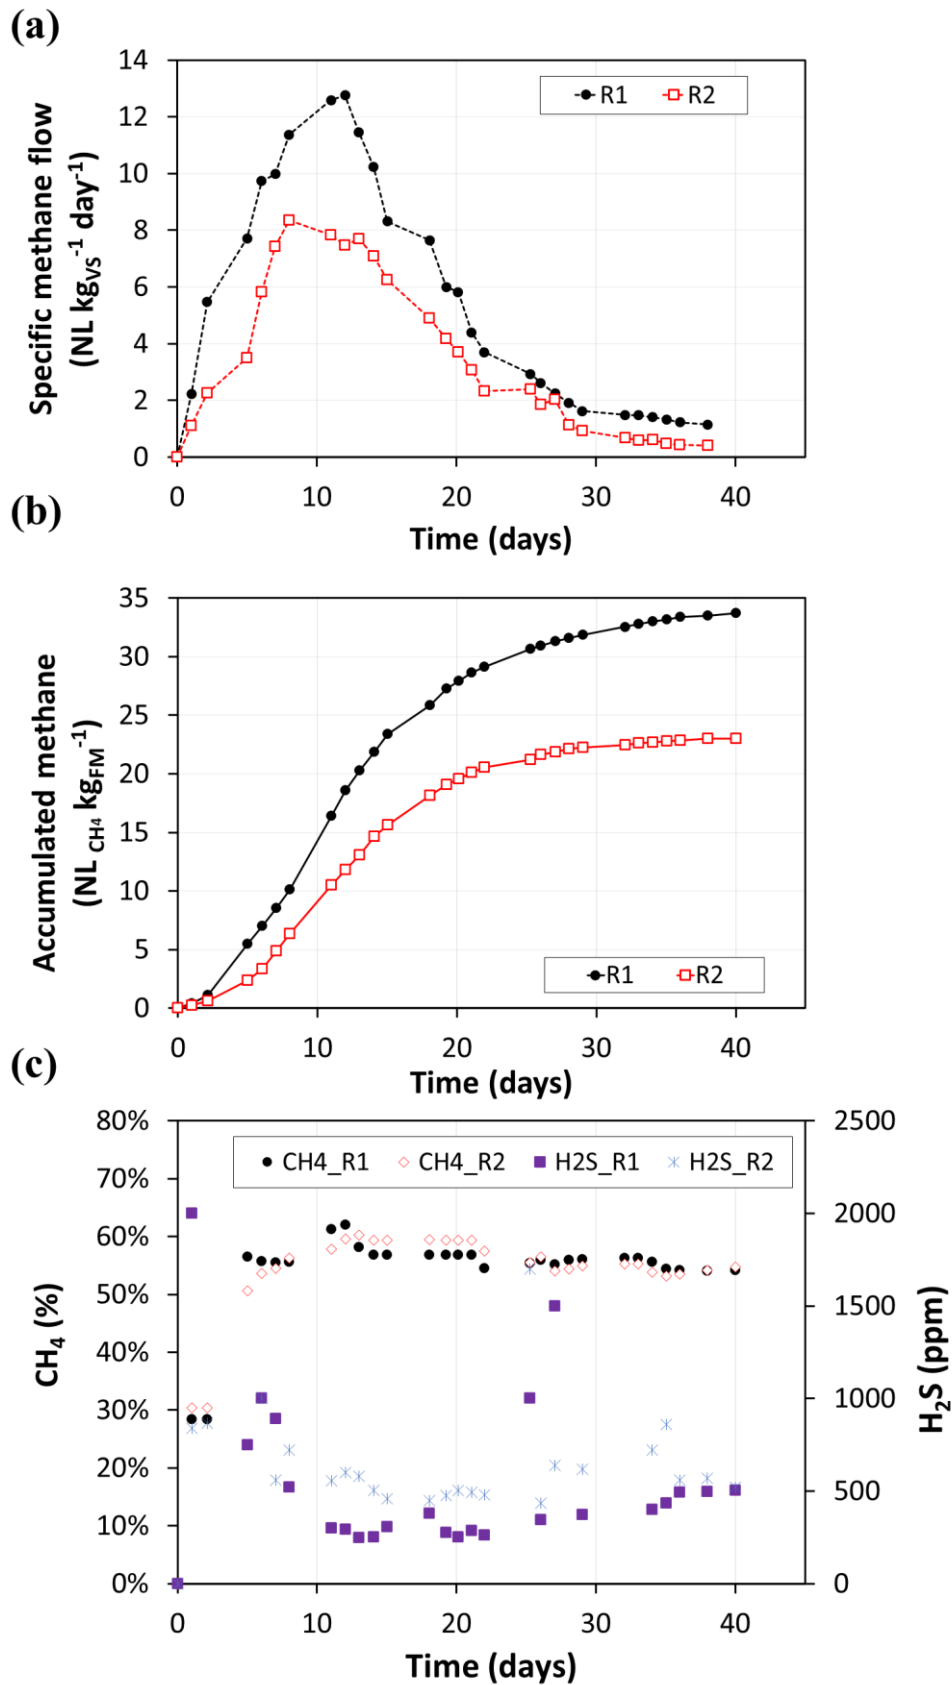 (a)
14
12
10
8
6
4
2
0
Specific methane flow
(NL kgVS⁻¹ day⁻¹)
R1 R2
0 10 20 30 40
Time (days)
(b)
35
30
25
20
15
10
5
0
Accumulated methane
(NL CH4 kgFM⁻¹)
R1 R2
0 10 20 30 40
Time (days)
(c)
80%
70%
60%
50%
40%
30%
20%
10%
0%
CH₄ (%)
CH4_R1 CH4_R2 H2S_R1 H2S_R2
2500
2000
1500
1000
500
0
H₂S (ppm)
0 10 20 30 40
Time (days)